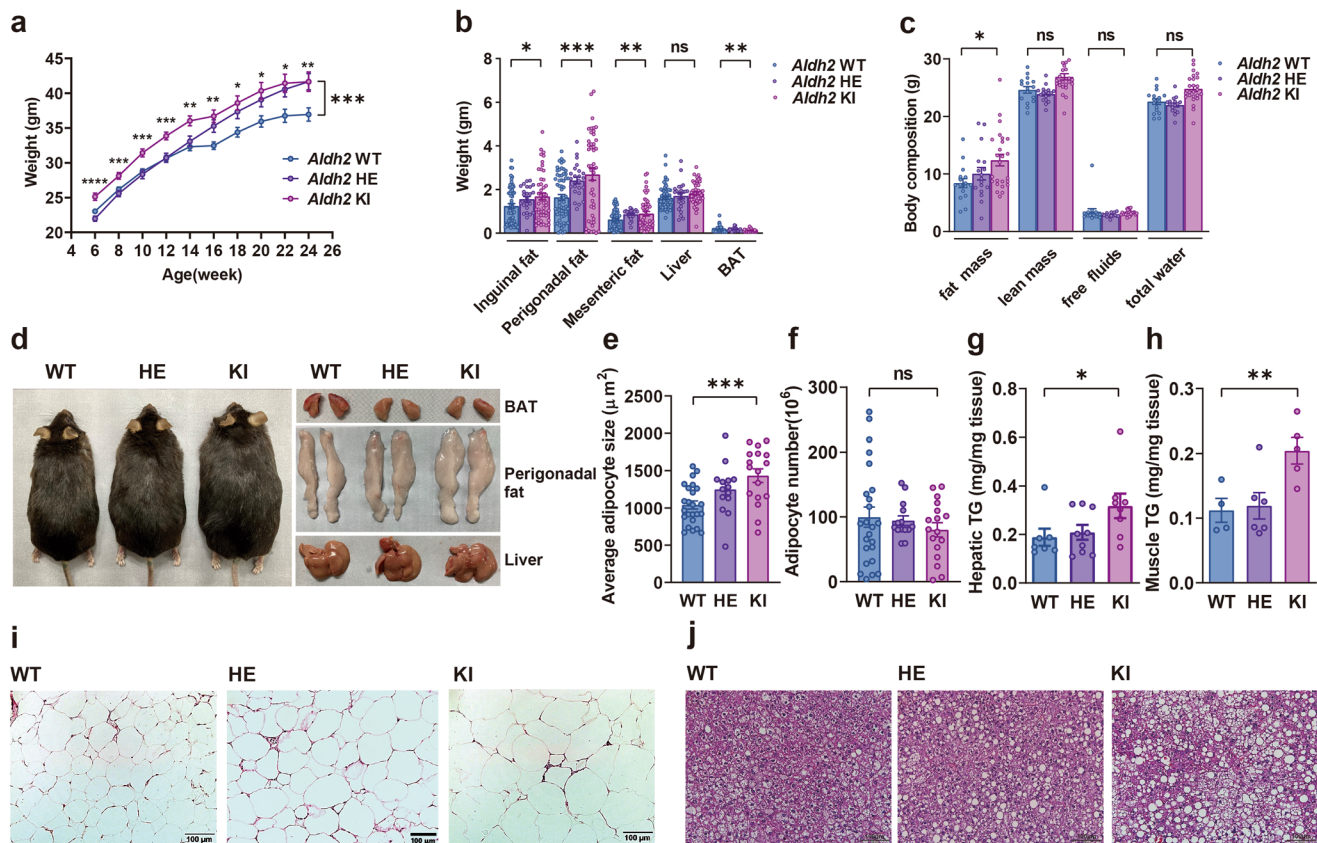 a
Weight (gm)
45
40
35
30
25
20
**** *** *** *** ** ** * * * **
***
Aldh2 WT
Aldh2 HE
Aldh2 KI
4 6 8 10 12 14 16 18 20 22 24 26
Age(week)
b
Weight (gm)
8
6
4
2
0
* *** ** ns **
Aldh2 WT
Aldh2 HE
Aldh2 KI
Inguinal fat
Perigonadal fat
Mesenteric fat
Liver
BAT
c
Body composition (g)
30
20
10
0
* ns ns ns
Aldh2 WT
Aldh2 HE
Aldh2 KI
fat mass
lean mass
free fluids
total water
d
WT HE KI
WT HE KI
BAT
Perigonadal
fat
Liver
e
Average adipocyte size (μm2)
2500
2000
1500
1000
500
0
***
WT HE KI
f
Adipocyte number(10⁶)
300
200
100
0
ns
WT HE KI
g
Hepatic TG (mg/mg tissue)
0.8
0.6
0.4
0.2
0.0
*
WT HE KI
h
Muscle TG (mg/mg tissue)
0.3
0.2
0.1
0.0
**
WT HE KI
i
WT HE KI
100 μm
100 μm
100 μm
j
WT HE KI